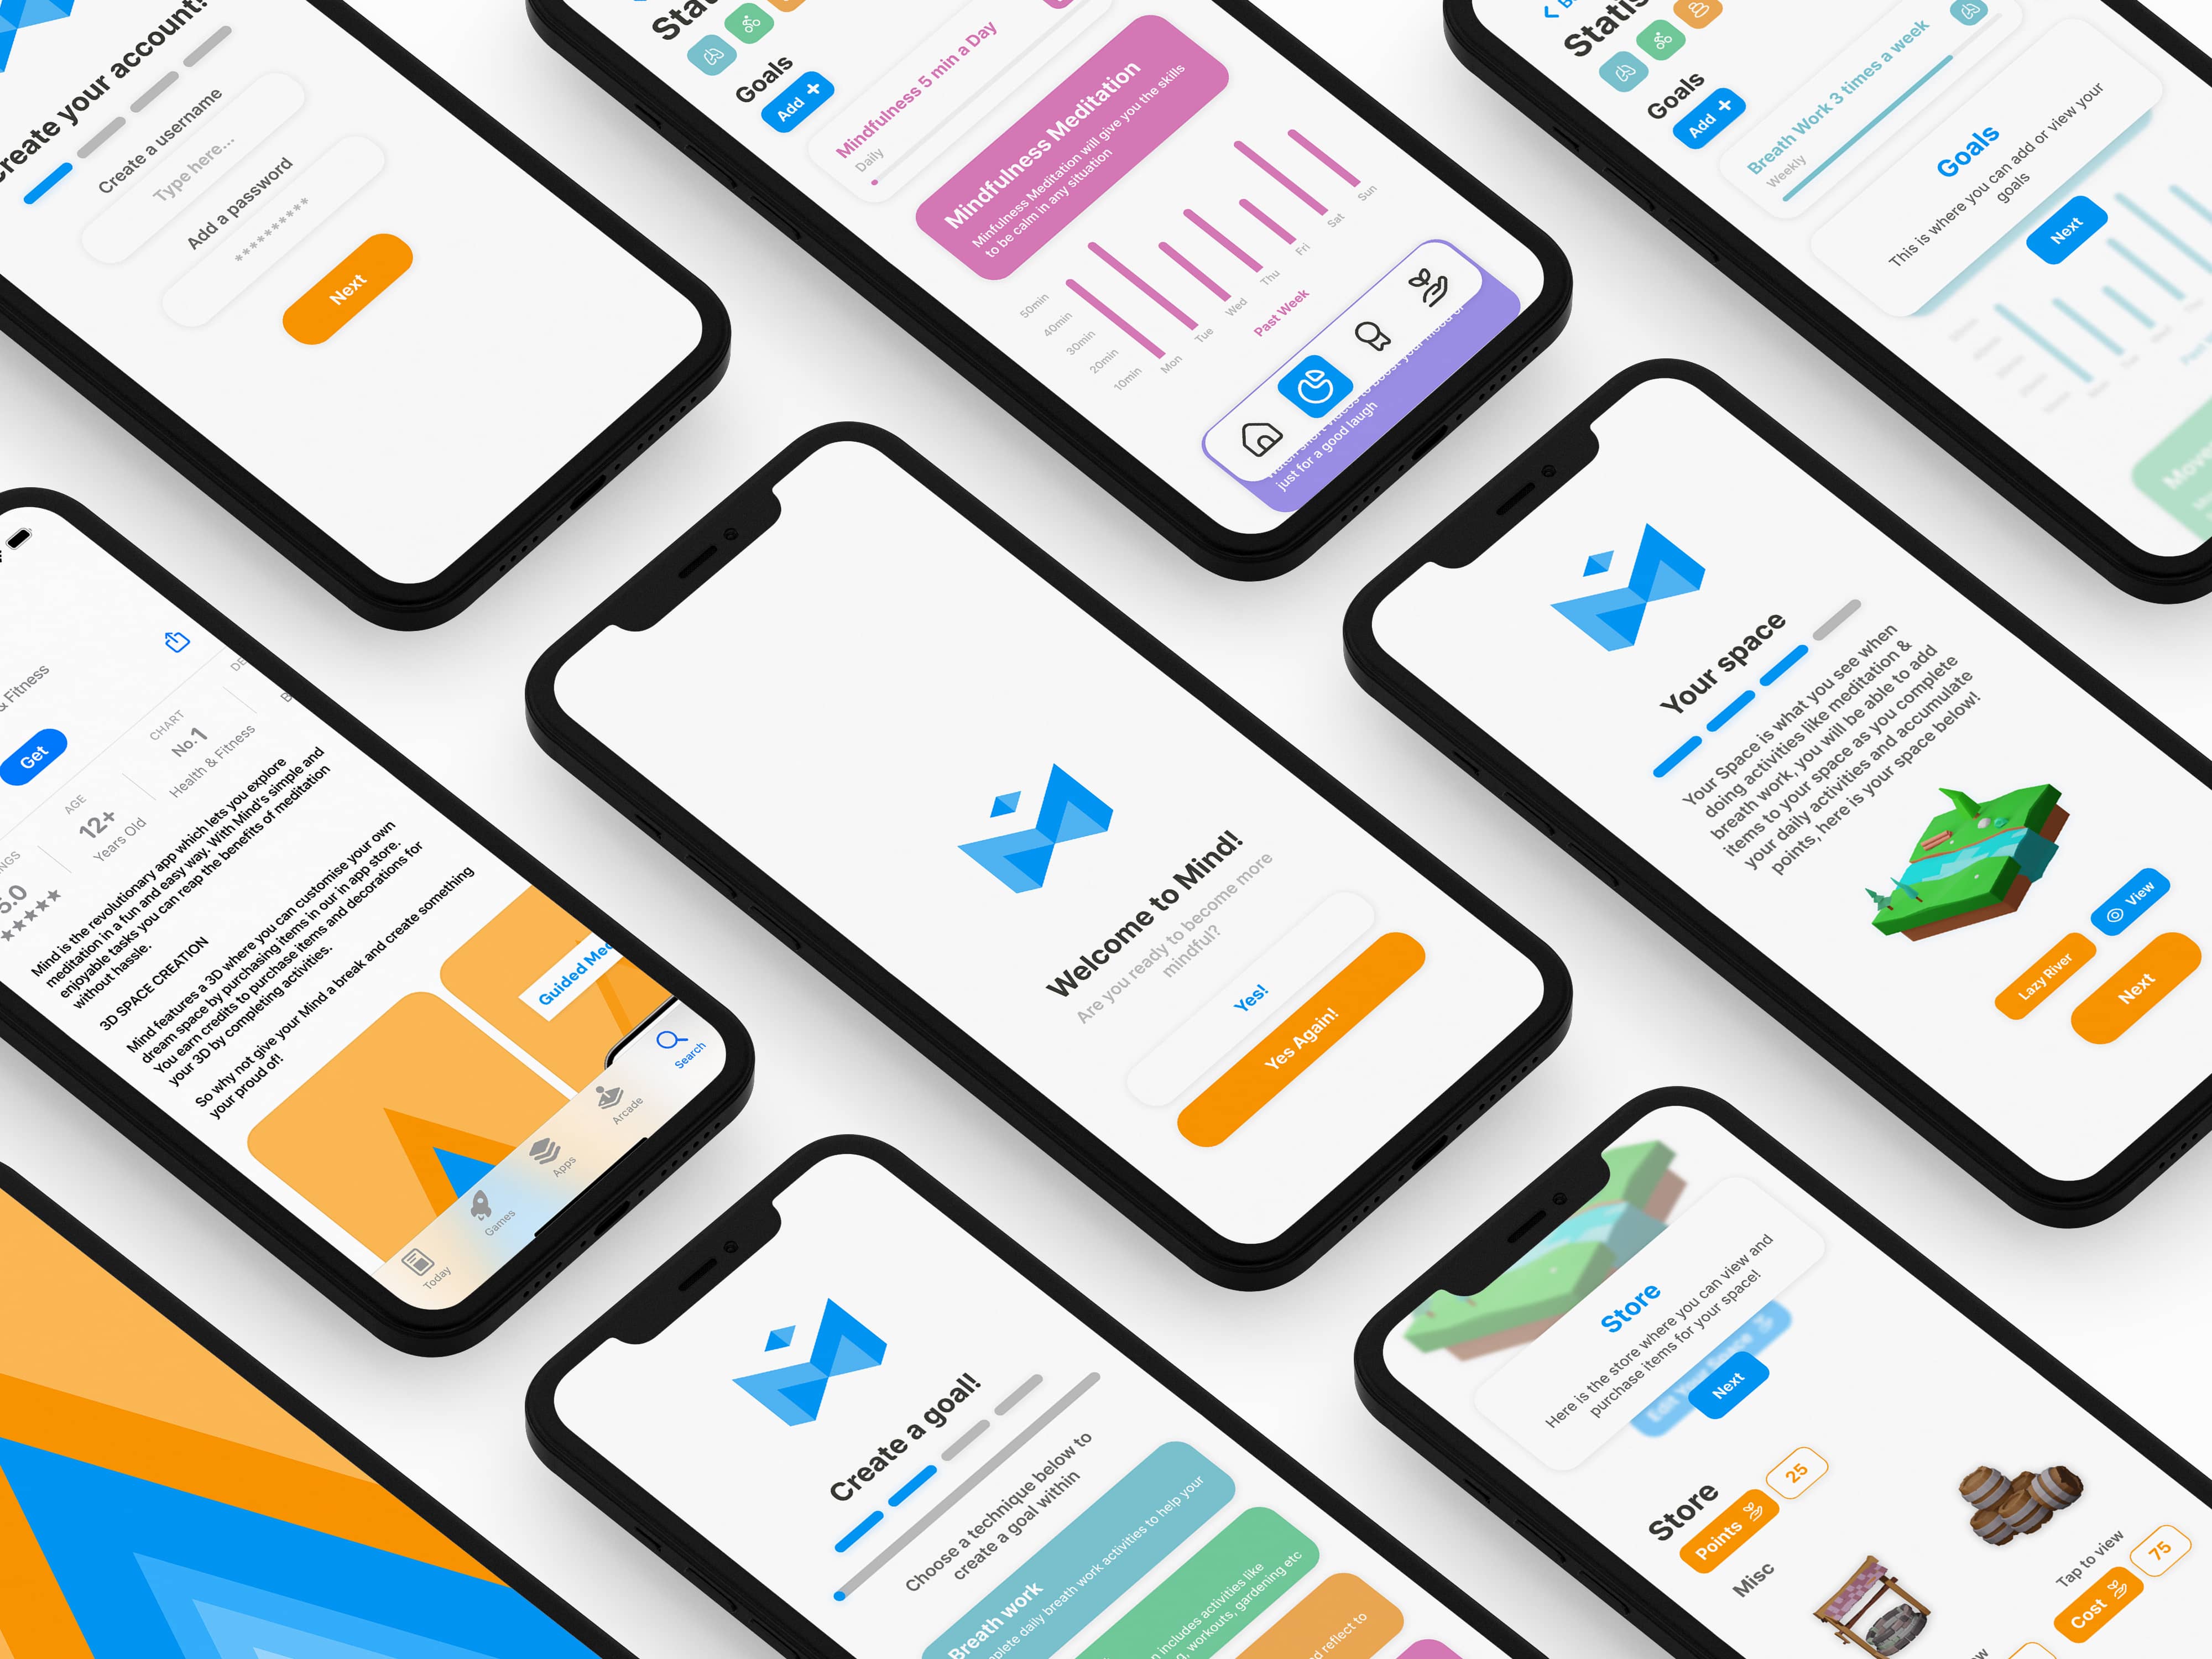 Create your account!
Create a username
Type here...
Add a password
**********
Next
Goals
Add +
Mindfulness 5 min a Day
Daily
Mindfulness Meditation
Minfulness Meditation will give you the skills
to be calm in any situation
50min
40min
30min
20min
10min
Mon
Tue
Wed
Thu
Fri
Sat
Sun
Past Week
just for a good laugh
Statis
Goals
Add +
Breath Work 3 times a week
Weekly
Goals
This is where you can add or view your
goals
Next
& Fitness
Get
5.0
AGE
12+
Years Old
CHART
No.1
Health & Fitness
Mind is the revolutionary app which lets you explore
meditation in a fun and easy way. With Mind's simple and
enjoyable tasks you can reap the benefits of meditation
without hassle.
3D SPACE CREATION
Mind features a 3D where you can customise your own
dream space by purchasing items in our in app store.
You earn credits to purchase items and decorations for
your 3D by completing activities.
So why not give your Mind a break and create something
your proud of!
Guided Med
Today
Games
Apps
Arcade
Search
Welcome to Mind!
Are you ready to become more
mindful?
Yes!
Yes Again!
Your space
Your Space is what you see when
doing activities like meditation &
breath work, you will be able to add
items to your space as you complete
your daily activities and accumulate
points, here is your space below!
View
Lazy River
Next
Create a goal!
Choose a technique below to
create a goal within
Breath work
daily breath work activities to help your
includes activities like
workouts, gardening etc
reflect to
Store
Here is the store where you can view and
purchase items for your space!
Edit Your Space
Next
Store
Points
25
Misc
Tap to view
Cost
75